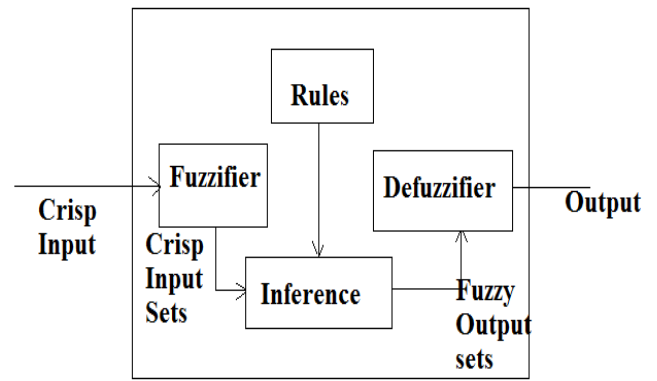 Rules
Fuzzifier
Defuzzifier
Crisp
Input
Output
Crisp
Input
Sets
Inference
Fuzzy
Output
sets